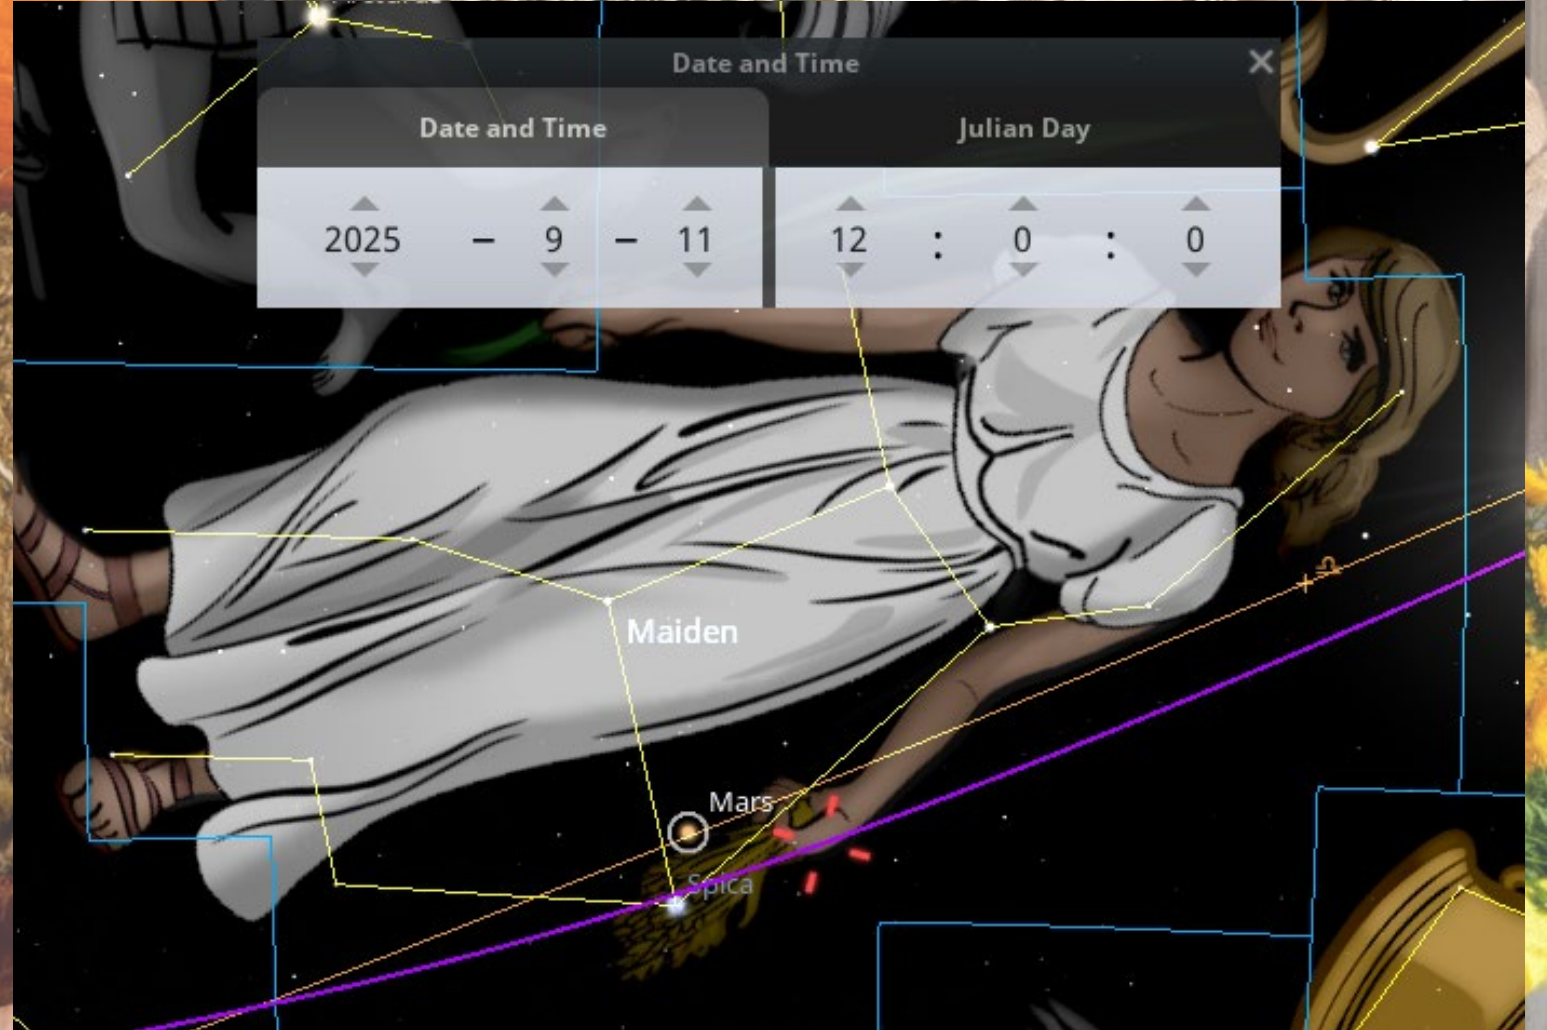 Date and Time
Date and Time
Julian Day
2025 – 9 – 11
12 : 0 : 0
Maiden
Mars
Spica